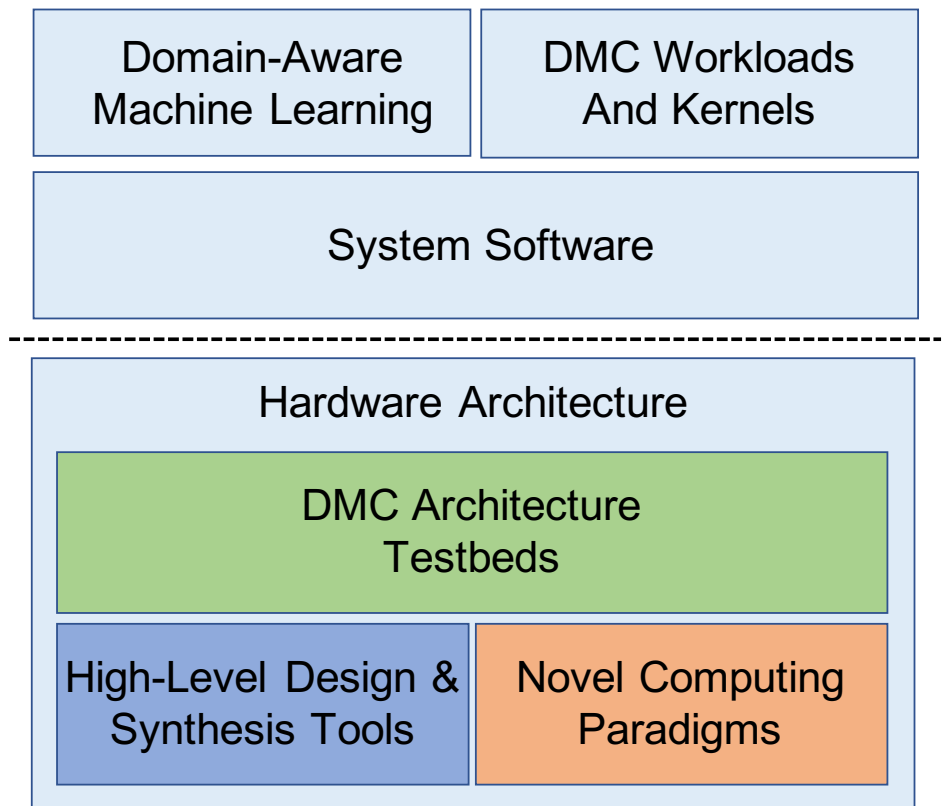 Domain-Aware
Machine Learning
DMC Workloads
And Kernels
System Software
Hardware Architecture
DMC Architecture
Testbeds
High-Level Design &
Synthesis Tools
Novel Computing
Paradigms